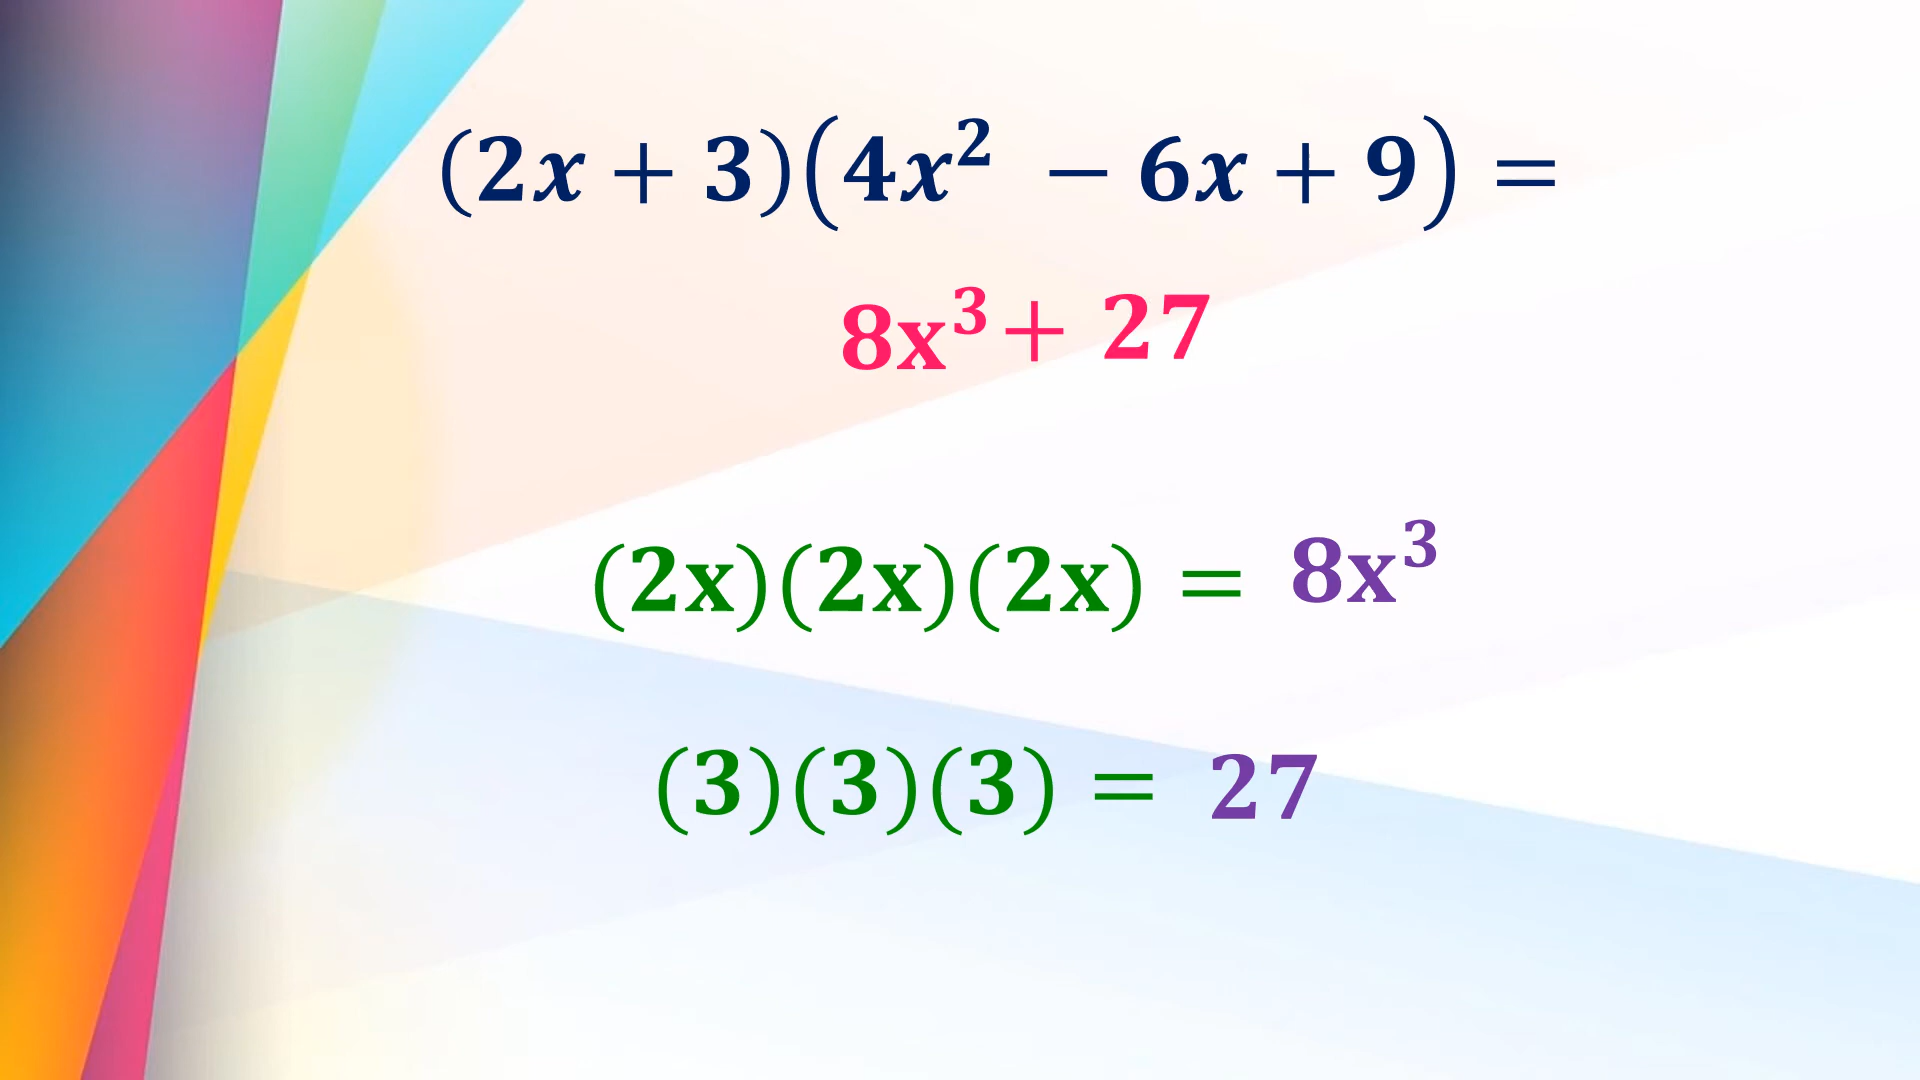 (2x + 3)(4x² − 6x + 9) =
8x³ + 27
(2x)(2x)(2x) = 8x³
(3)(3)(3) = 27